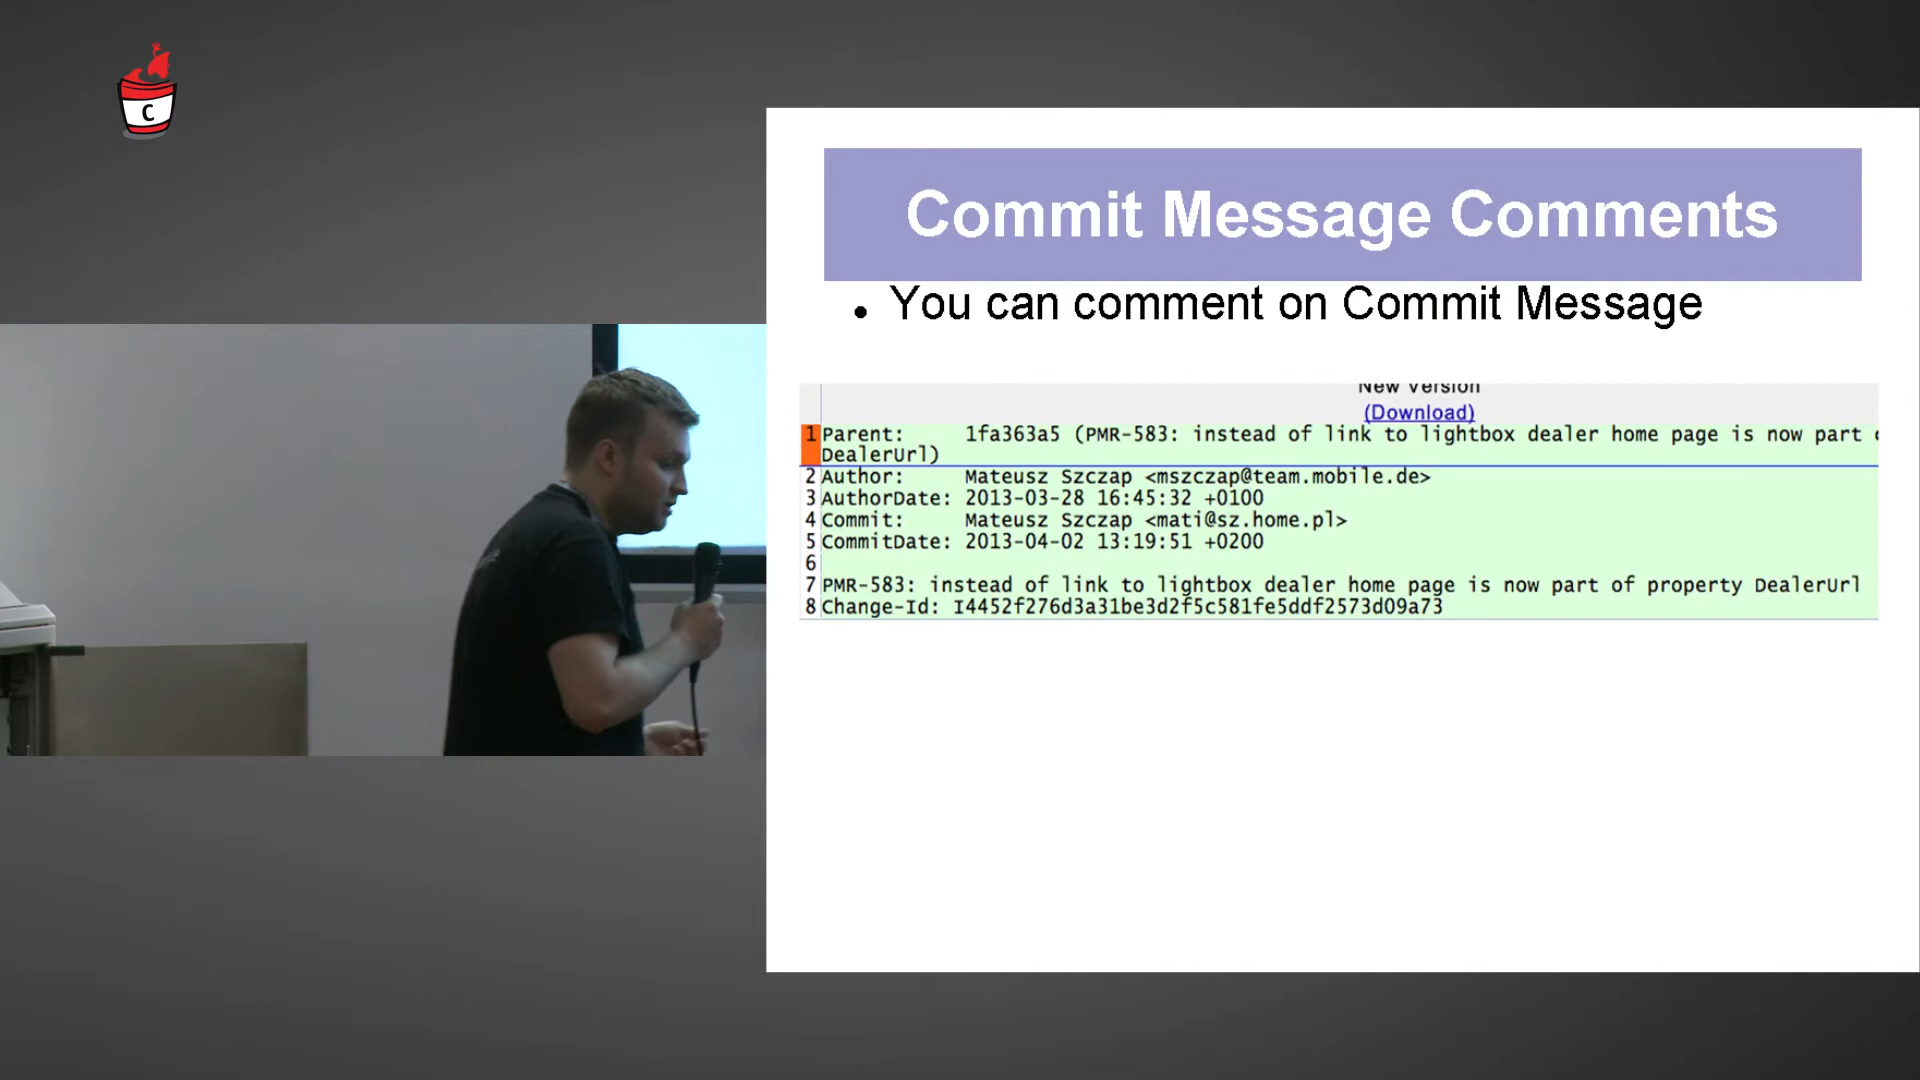 C
Commit Message Comments
• You can comment on Commit Message
New Version
(Download)
1 Parent: 1fa363a5 (PMR-583: instead of link to lightbox dealer home page is now part
DealerUrl)
2 Author: Mateusz Szczap <mszczap@team.mobile.de>
3 AuthorDate: 2013-03-28 16:45:32 +0100
4 Commit: Mateusz Szczap <mati@sz.home.pl>
5 CommitDate: 2013-04-02 13:19:51 +0200
6
7 PMR-583: instead of link to lightbox dealer home page is now part of property DealerUrl
8 Change-Id: I4452f276d3a31be3d2f5c581fe5ddf2573d09a73